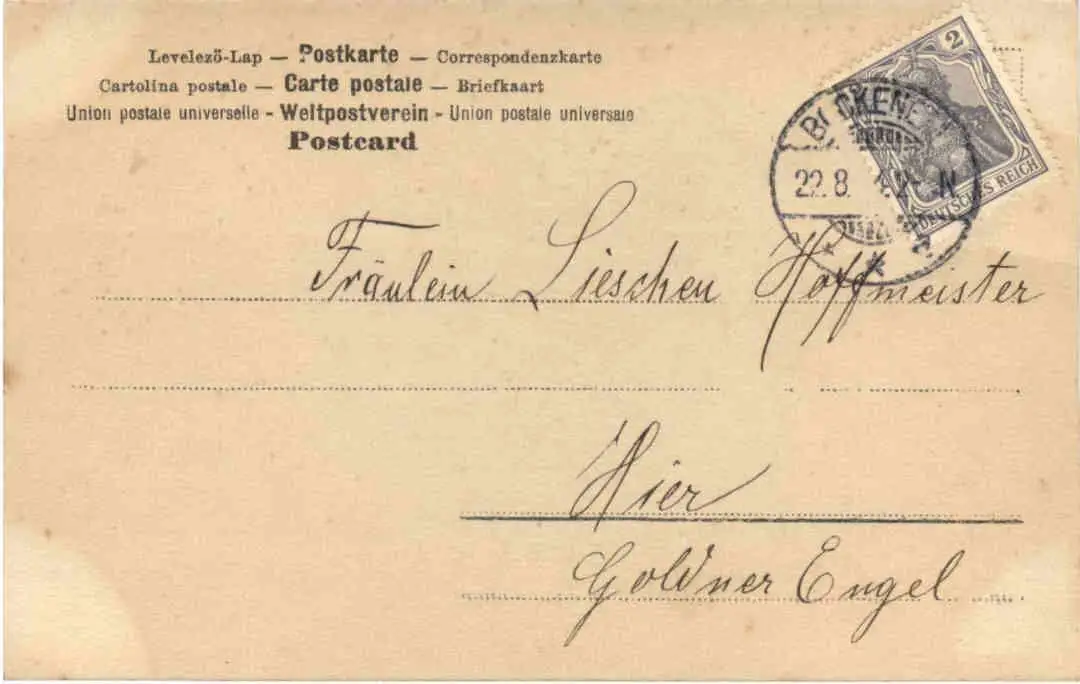 Levelező-Lap — Postkarte — Correspondenzkarte
Cartolina postale — Carte postale — Briefkaart
Union postale universelle - Weltpostverein - Union postale universale
Postcard
2
DEUTSCHES REICH
22.8. N
Fräulein Lieschen Hoffmeister
Hier
Goldner Engel